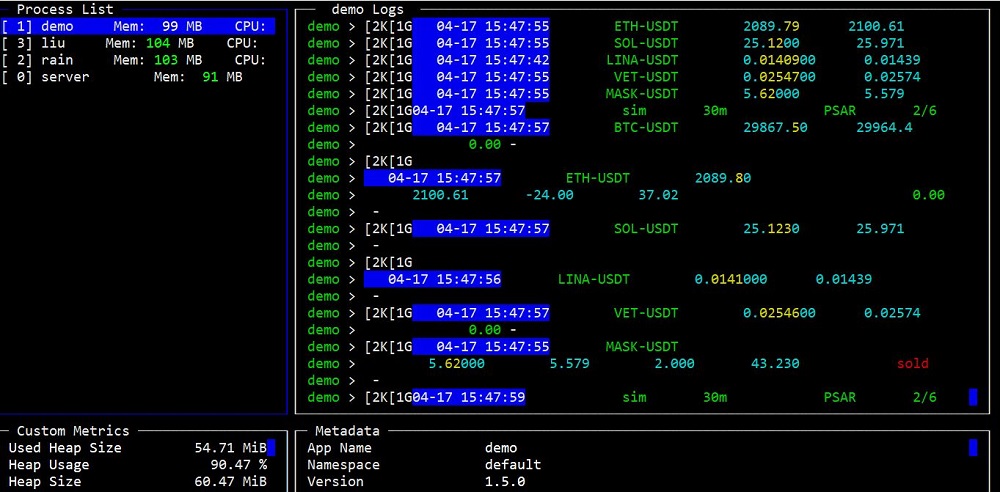 Process List
[ 1] demo Mem: 99 MB CPU:
[ 3] liu Mem: 104 MB CPU:
[ 2] rain Mem: 103 MB CPU:
[ 0] server Mem: 91 MB
demo Logs
demo > [2K[1G 04-17 15:47:55 ETH-USDT 2089.79 2100.61
demo > [2K[1G 04-17 15:47:55 SOL-USDT 25.1200 25.971
demo > [2K[1G 04-17 15:47:42 LINA-USDT 0.0140900 0.01439
demo > [2K[1G 04-17 15:47:55 VET-USDT 0.0254700 0.02574
demo > [2K[1G 04-17 15:47:55 MASK-USDT 5.62000 5.579
demo > [2K[1G04-17 15:47:57 sim 30m PSAR 2/6
demo > [2K[1G 04-17 15:47:57 BTC-USDT 29867.50 29964.4
demo > 0.00 -
demo > [2K[1G
demo > 04-17 15:47:57 ETH-USDT 2089.80
demo > 2100.61 -24.00 37.02 0.00
demo > -
demo > [2K[1G 04-17 15:47:57 SOL-USDT 25.1230 25.971
demo > -
demo > [2K[1G
demo > 04-17 15:47:56 LINA-USDT 0.0141000 0.01439
demo > -
demo > [2K[1G 04-17 15:47:57 VET-USDT 0.0254600 0.02574
demo > 0.00 -
demo > [2K[1G 04-17 15:47:55 MASK-USDT
demo > 5.62000 5.579 2.000 43.230 sold
demo > -
demo > [2K[1G04-17 15:47:59 sim 30m PSAR 2/6
Custom Metrics
Used Heap Size 54.71 MiB
Heap Usage 90.47 %
Heap Size 60.47 MiB
Metadata
App Name demo
Namespace default
Version 1.5.0